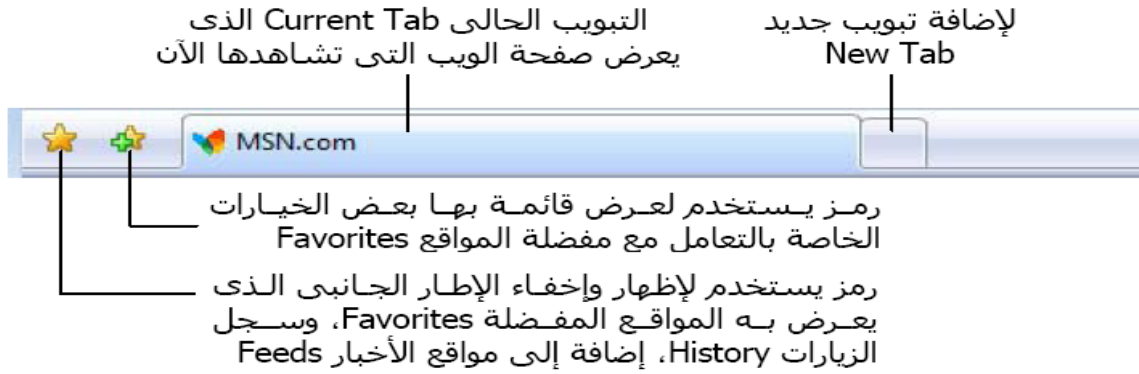 لإضافة تبويب جديد
New Tab
التبويب الحالى Current Tab الذى
يعرض صفحة الويب التى تشاهدها الآن
MSN.com
رمز يستخدم لعرض قائمة بها بعض الخيارات
الخاصة بالتعامل مع مفضلة المواقع Favorites
رمز يستخدم لإظهار وإخفاء الإطار الجانبى الذى
يعرض به المواقع المفضلة Favorites، وسجل
الزيارات History، إضافة إلى مواقع الأخبار Feeds